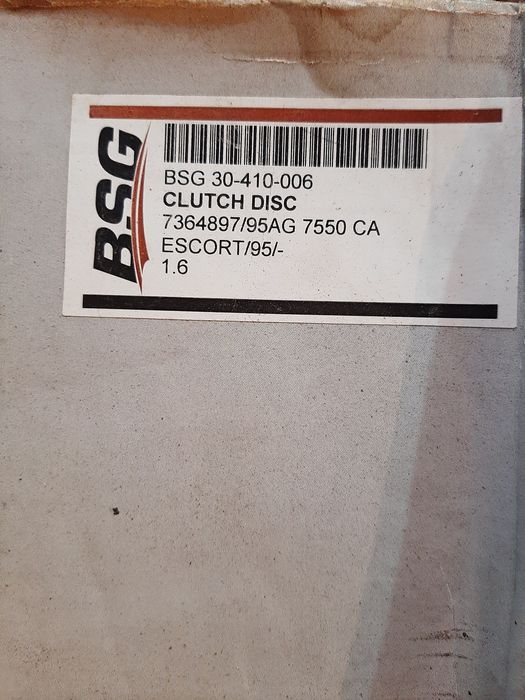 BSG
BSG 30-410-006
CLUTCH DISC
7364897/95AG 7550 CA
ESCORT/95/-
1.6